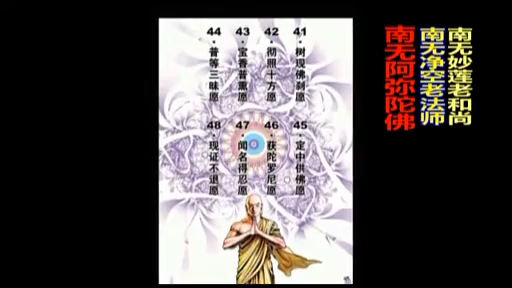 41.树现佛刹愿
42.彻照十方愿
43.宝香普熏愿
44.普等三昧愿
45.定中供佛愿
46.获陀罗尼愿
47.闻名得忍愿
48.现证不退愿
南无妙莲老和尚
南无净空老法师
南无阿弥陀佛